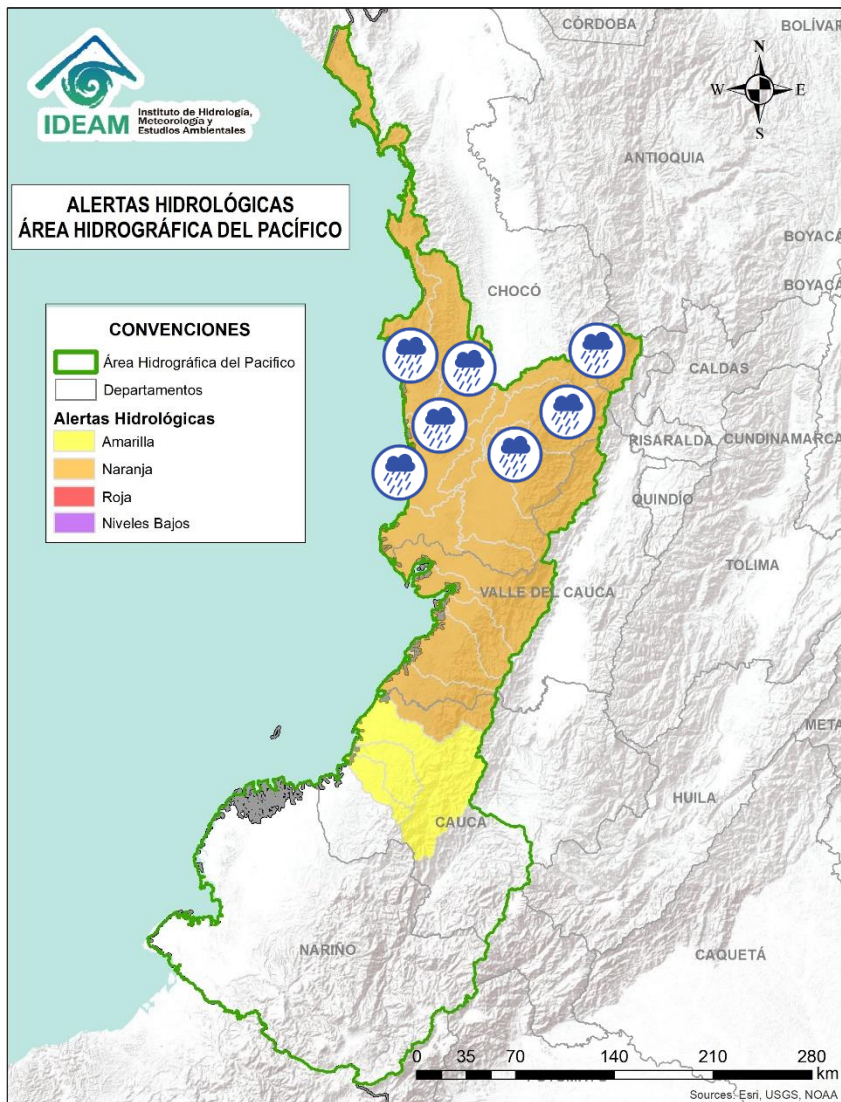 IDEAM
Instituto de Hidrología,
Meteorología y
Estudios Ambientales
ALERTAS HIDROLÓGICAS
ÁREA HIDROGRÁFICA DEL PACÍFICO
CONVENCIONES
Área Hidrográfica del Pacifico
Departamentos
Alertas Hidrológicas
Amarilla
Naranja
Roja
Niveles Bajos
N
W
E
S
CÓRDOBA
BOLÍVAR
ANTIOQUIA
BOYACÁ
BOYACÁ
CHOCÓ
CALDAS
RISARALDA
CUNDINAMARCA
QUINDÍO
TOLIMA
VALLE DEL CAUCA
META
HUILA
CAUCA
NARIÑO
CAQUETÁ
0 35 70 140 210 280
km
Sources: Esri, USGS, NOAA